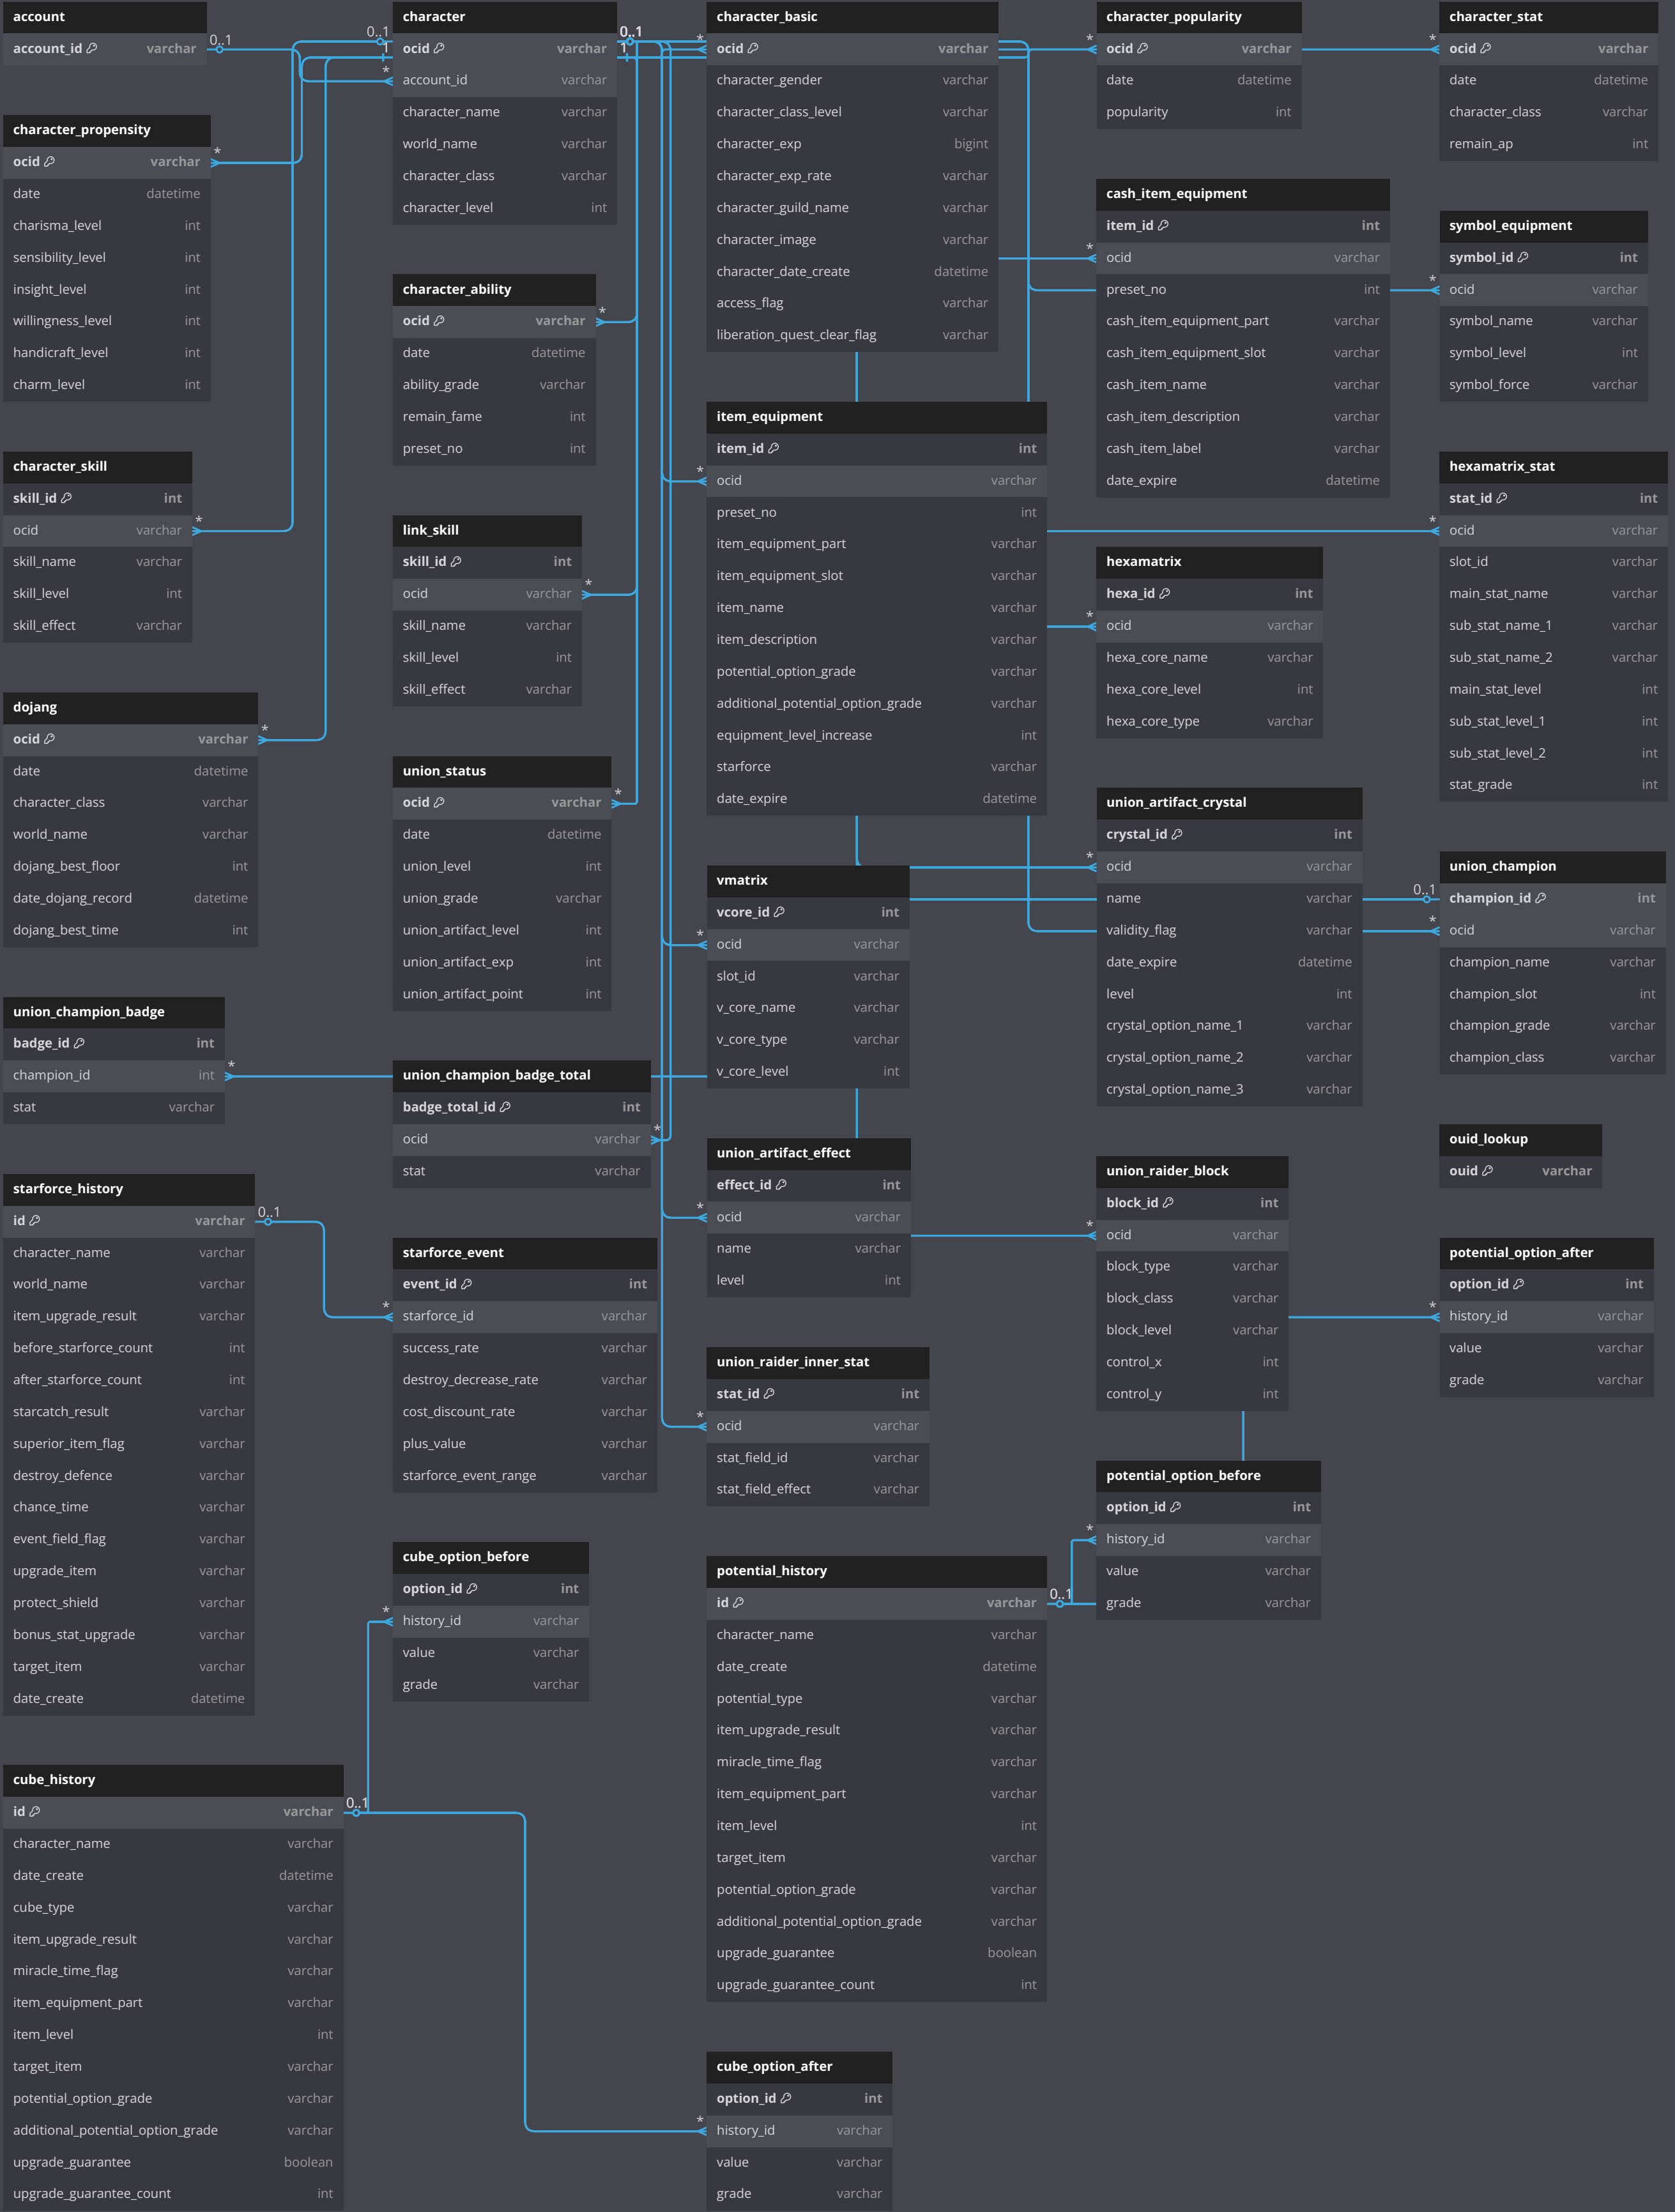 account
account_id varchar
0..1
character_propensity
ocid varchar
*
date datetime
charisma_level int
sensibility_level int
insight_level int
willingness_level int
handicraft_level int
charm_level int
character_skill
skill_id int
ocid varchar
*
skill_name varchar
skill_level int
skill_effect varchar
dojang
ocid varchar
*
date datetime
character_class varchar
world_name varchar
dojang_best_floor int
date_dojang_record datetime
dojang_best_time int
union_champion_badge
badge_id int
champion_id int
*
stat varchar
starforce_history
id varchar
0..1
character_name varchar
world_name varchar
item_upgrade_result varchar
before_starforce_count int
after_starforce_count int
starcatch_result varchar
superior_item_flag varchar
destroy_defence varchar
chance_time varchar
event_field_flag varchar
upgrade_item varchar
protect_shield varchar
bonus_stat_upgrade varchar
target_item varchar
date_create datetime
cube_history
id varchar
0..1
character_name varchar
date_create datetime
cube_type varchar
item_upgrade_result varchar
miracle_time_flag varchar
item_equipment_part varchar
item_level int
target_item varchar
potential_option_grade varchar
additional_potential_option_grade varchar
upgrade_guarantee boolean
upgrade_guarantee_count int
character
0..1
0..1
1
ocid varchar
1
*
account_id varchar
character_name varchar
world_name varchar
character_class varchar
character_level int
character_ability
ocid varchar
*
date datetime
ability_grade varchar
remain_fame int
preset_no int
link_skill
skill_id int
ocid varchar
*
skill_name varchar
skill_level int
skill_effect varchar
union_status
ocid varchar
*
date datetime
union_level int
union_grade varchar
union_artifact_level int
union_artifact_exp int
union_artifact_point int
union_champion_badge_total
badge_total_id int
ocid varchar
*
stat varchar
starforce_event
event_id int
*
starforce_id varchar
success_rate varchar
destroy_decrease_rate varchar
cost_discount_rate varchar
plus_value varchar
starforce_event_range varchar
cube_option_before
option_id int
*
history_id varchar
value varchar
grade varchar
character_basic
*
ocid varchar
character_gender varchar
character_class_level varchar
character_exp bigint
character_exp_rate varchar
character_guild_name varchar
character_image varchar
character_date_create datetime
access_flag varchar
liberation_quest_clear_flag varchar
item_equipment
item_id int
*
ocid varchar
preset_no int
item_equipment_part varchar
item_equipment_slot varchar
item_name varchar
item_description varchar
potential_option_grade varchar
additional_potential_option_grade varchar
equipment_level_increase int
starforce varchar
date_expire datetime
vmatrix
vcore_id int
*
ocid varchar
slot_id varchar
v_core_name varchar
v_core_type varchar
v_core_level int
union_artifact_effect
effect_id int
*
ocid varchar
name varchar
level int
union_raider_inner_stat
stat_id int
*
ocid varchar
stat_field_id varchar
stat_field_effect varchar
potential_history
id varchar
0..1
character_name varchar
date_create datetime
potential_type varchar
item_upgrade_result varchar
miracle_time_flag varchar
item_equipment_part varchar
item_level int
target_item varchar
potential_option_grade varchar
additional_potential_option_grade varchar
upgrade_guarantee boolean
upgrade_guarantee_count int
cube_option_after
option_id int
*
history_id varchar
value varchar
grade varchar
character_popularity
*
ocid varchar
date datetime
popularity int
cash_item_equipment
item_id int
*
ocid varchar
preset_no int
cash_item_equipment_part varchar
cash_item_equipment_slot varchar
cash_item_name varchar
cash_item_description varchar
cash_item_label varchar
date_expire datetime
hexamatrix
hexa_id int
*
ocid varchar
hexa_core_name varchar
hexa_core_level int
hexa_core_type varchar
union_artifact_crystal
crystal_id int
*
ocid varchar
name varchar
validity_flag varchar
date_expire datetime
level int
crystal_option_name_1 varchar
crystal_option_name_2 varchar
crystal_option_name_3 varchar
union_raider_block
block_id int
*
ocid varchar
block_type varchar
block_class varchar
block_level varchar
control_x int
control_y int
potential_option_before
option_id int
*
history_id varchar
value varchar
grade varchar
character_stat
*
ocid varchar
date datetime
character_class varchar
remain_ap int
symbol_equipment
symbol_id int
*
ocid varchar
symbol_name varchar
symbol_level int
symbol_force varchar
hexamatrix_stat
stat_id int
*
ocid varchar
slot_id varchar
main_stat_name varchar
sub_stat_name_1 varchar
sub_stat_name_2 varchar
main_stat_level int
sub_stat_level_1 int
sub_stat_level_2 int
stat_grade int
union_champion
0..1
champion_id int
*
ocid varchar
champion_name varchar
champion_slot int
champion_grade varchar
champion_class varchar
ouid_lookup
ouid varchar
potential_option_after
option_id int
*
history_id varchar
value varchar
grade varchar